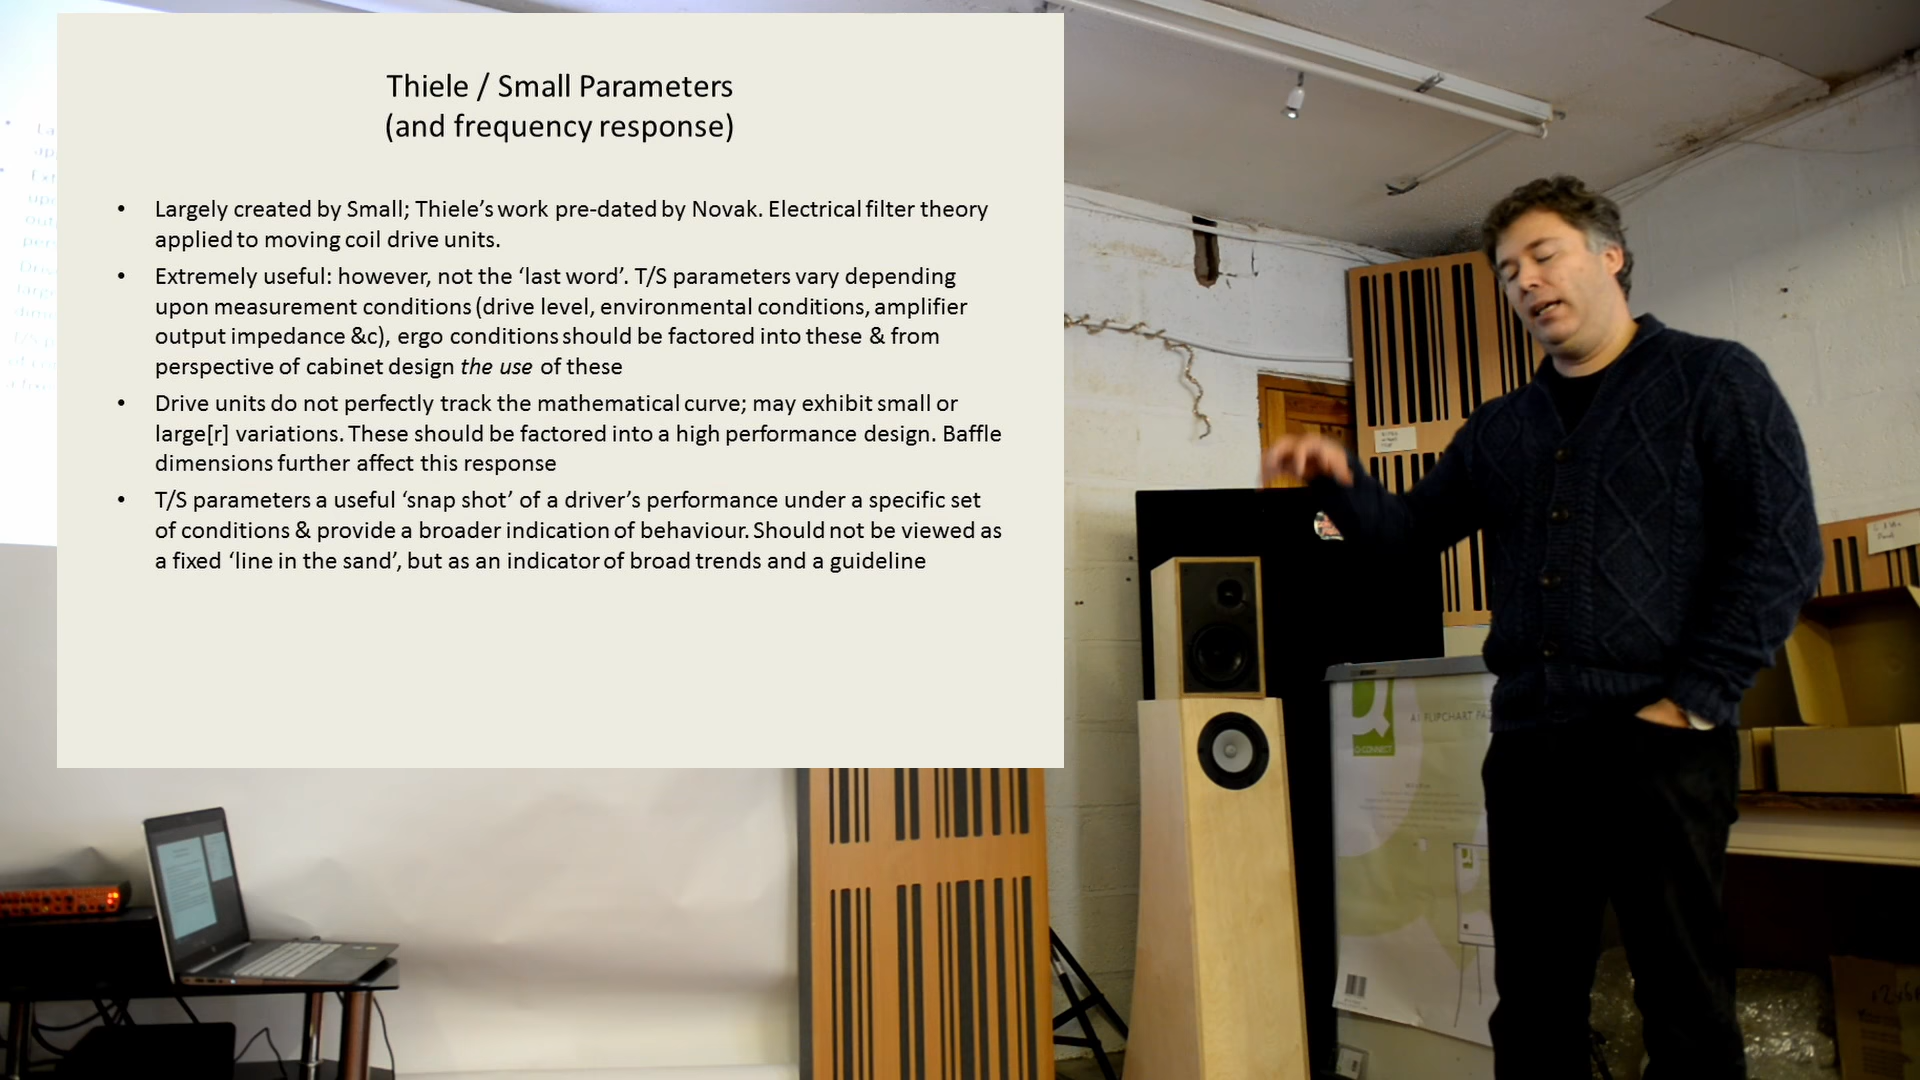 Thiele / Small Parameters
(and frequency response)
• Largely created by Small; Thiele’s work pre-dated by Novak. Electrical filter theory
applied to moving coil drive units.
• Extremely useful: however, not the ‘last word’. T/S parameters vary depending
upon measurement conditions (drive level, environmental conditions, amplifier
output impedance &c), ergo conditions should be factored into these & from
perspective of cabinet design the use of these
• Drive units do not perfectly track the mathematical curve; may exhibit small or
large[r] variations. These should be factored into a high performance design. Baffle
dimensions further affect this response
• T/S parameters a useful ‘snap shot’ of a driver’s performance under a specific set
of conditions & provide a broader indication of behaviour. Should not be viewed as
a fixed ‘line in the sand’, but as an indicator of broad trends and a guideline
A1 FLIPCHART PAD
Q-CONNECT